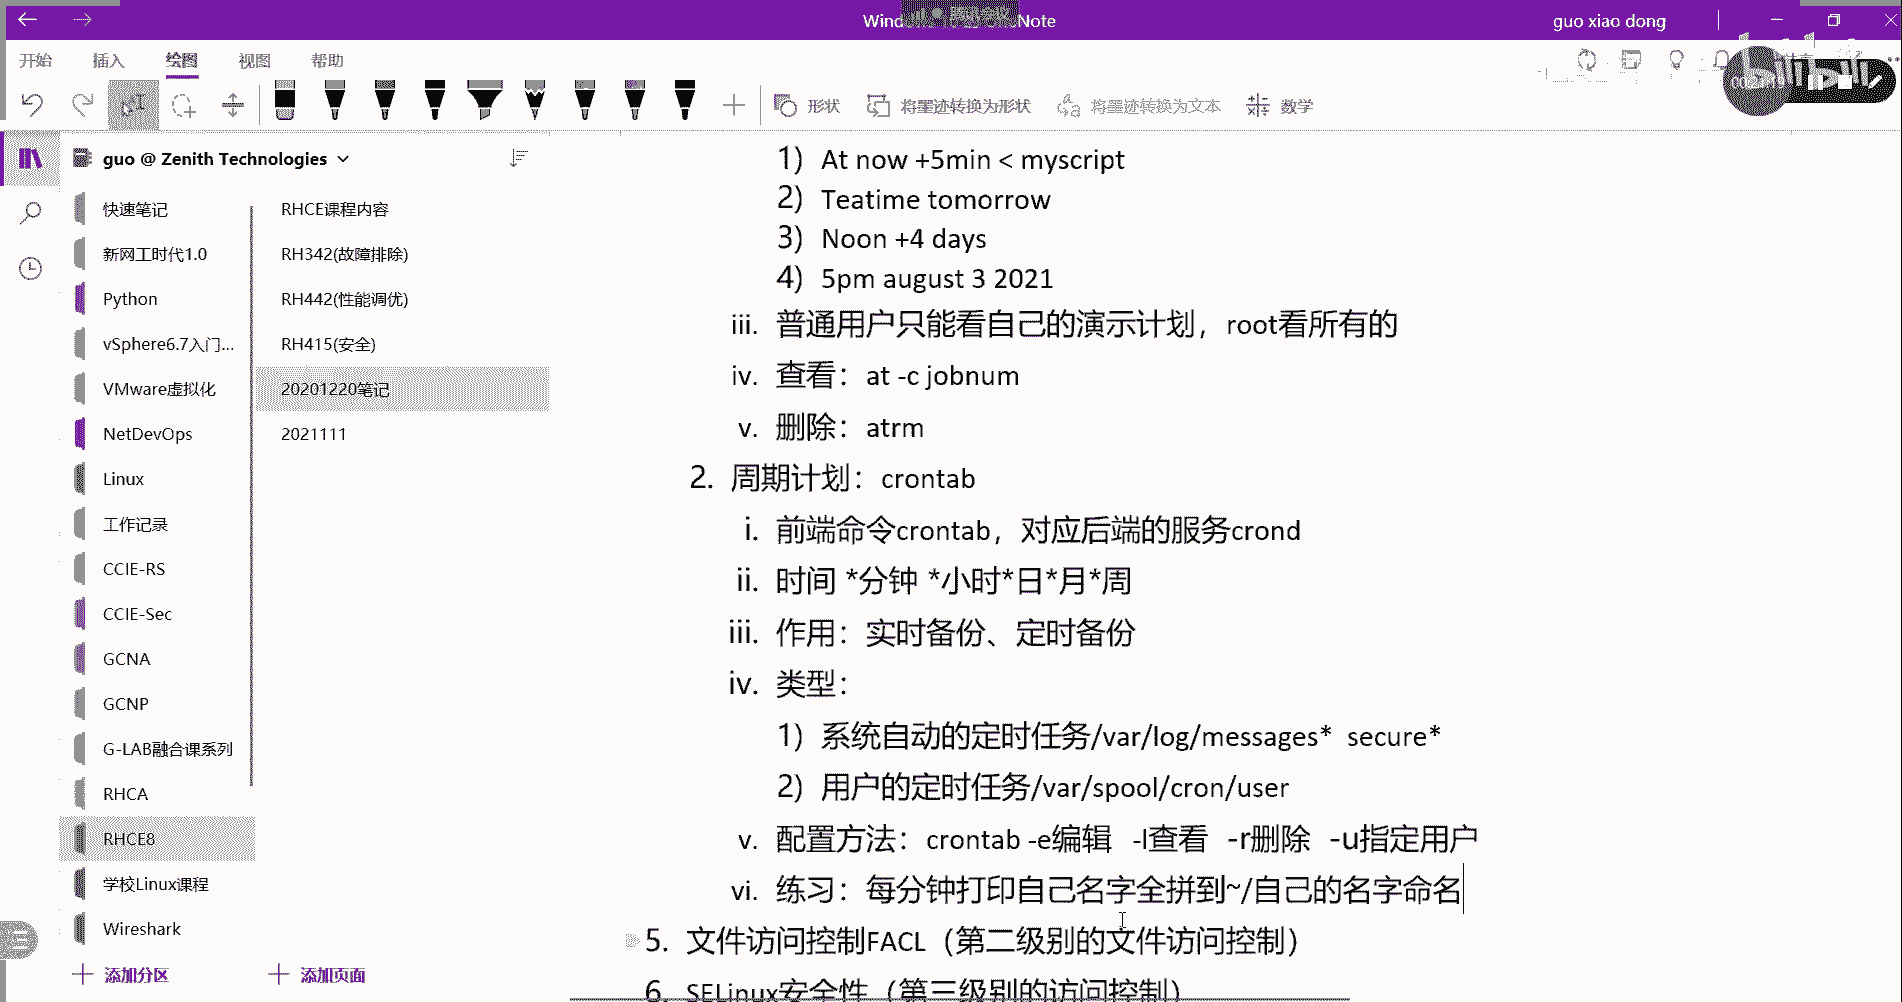 guo xiao dong
开始 插入 绘图 视图 帮助
形状 将墨迹转换为形状 将墨迹转换为文本 数学
guo @ Zenith Technologies
快速笔记
新网工时代1.0
Python
vSphere6.7入门...
VMware虚拟化
NetDevOps
Linux
工作记录
CCIE-RS
CCIE-Sec
GCNA
GCNP
G-LAB融合课系列
RHCA
RHCE8
学校Linux课程
Wireshark
添加分区
RHCE课程内容
RH342(故障排除)
RH442(性能调优)
RH415(安全)
20201220笔记
2021111
添加页面
1) At now +5min < myscript
2) Teatime tomorrow
3) Noon +4 days
4) 5pm august 3 2021
iii. 普通用户只能看自己的演示计划，root看所有的
iv. 查看：at -c jobnum
v. 删除：atrm
2. 周期计划：crontab
i. 前端命令crontab，对应后端的服务crond
ii. 时间 *分钟 *小时*日*月*周
iii. 作用：实时备份、定时备份
iv. 类型：
1) 系统自动的定时任务/var/log/messages* secure*
2) 用户的定时任务/var/spool/cron/user
v. 配置方法：crontab -e编辑 -l查看 -r删除 -u指定用户
vi. 练习：每分钟打印自己名字全拼到~/自己的名字命名
5. 文件访问控制FACL（第二级别的文件访问控制）
6. SELinux安全性（第三级别的访问控制）